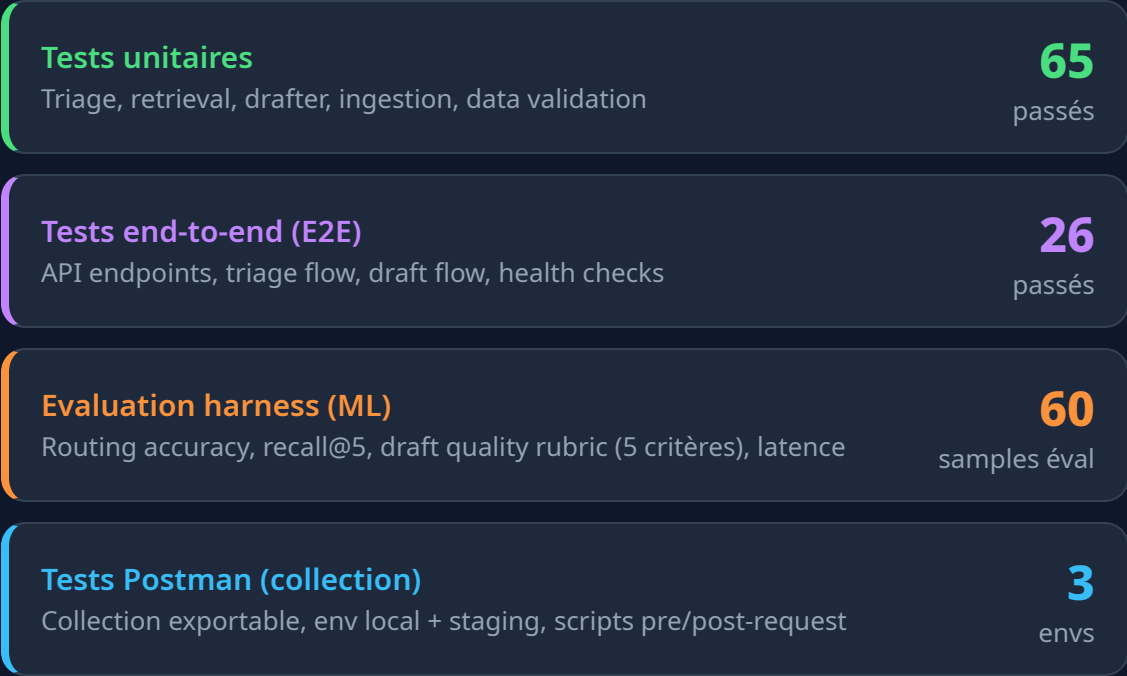 Tests unitaires
65
Triage, retrieval, drafter, ingestion, data validation
passés
Tests end-to-end (E2E)
26
API endpoints, triage flow, draft flow, health checks
passés
Evaluation harness (ML)
60
Routing accuracy, recall@5, draft quality rubric (5 critères), latence
samples éval
Tests Postman (collection)
3
Collection exportable, env local + staging, scripts pre/post-request
envs